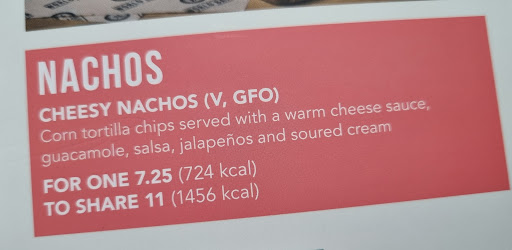 NACHOS
CHEESY NACHOS (V, GFO)
Corn tortilla chips served with a warm cheese sauce,
guacamole, salsa, jalapeños and soured cream
FOR ONE 7.25 (724 kcal)
TO SHARE 11 (1456 kcal)